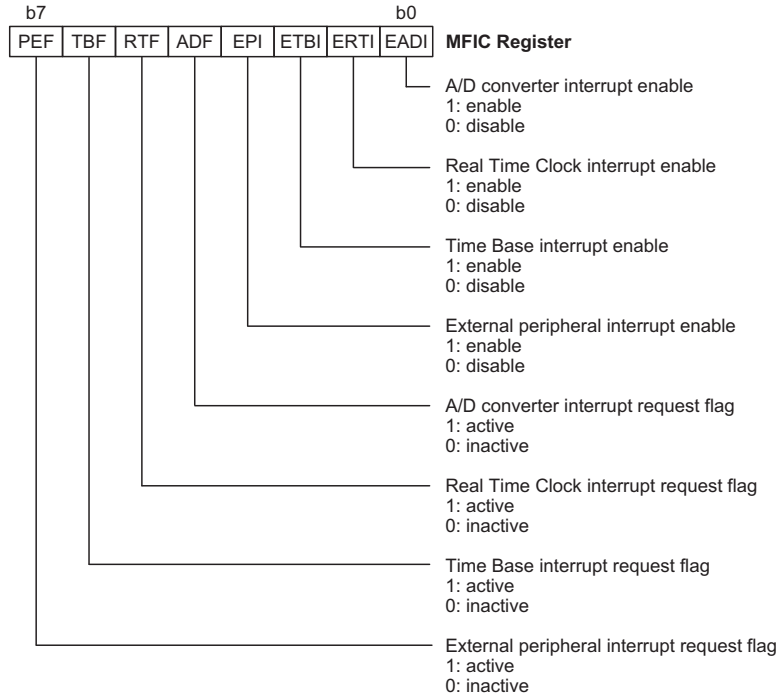 b7 b0
PEF TBF RTF ADF EPI ETBI ERTI EADI MFIC Register
A/D converter interrupt enable
1: enable
0: disable
Real Time Clock interrupt enable
1: enable
0: disable
Time Base interrupt enable
1: enable
0: disable
External peripheral interrupt enable
1: enable
0: disable
A/D converter interrupt request flag
1: active
0: inactive
Real Time Clock interrupt request flag
1: active
0: inactive
Time Base interrupt request flag
1: active
0: inactive
External peripheral interrupt request flag
1: active
0: inactive